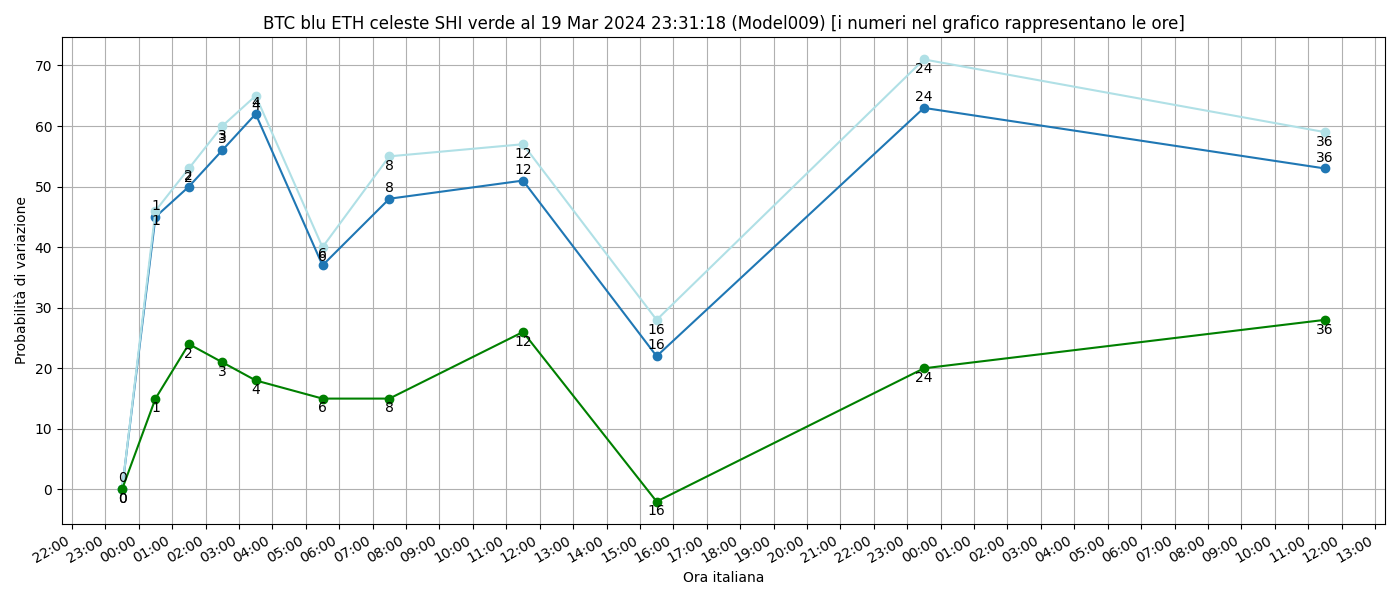 BTC blu ETH celeste SHI verde al 19 Mar 2024 23:31:18 (Model009) [i numeri nel grafico rappresentano le ore]
Probabilità di variazione
70
60
50
40
30
20
10
0
0 1 2 3 4 6 8 12 16 24 36
0 1 2 3 4 6 8 12 16 24 36
0 1 2 3 4 6 8 12 16 24 36
22:00 23:00 00:00 01:00 02:00 03:00 04:00 05:00 06:00 07:00 08:00 09:00 10:00 11:00 12:00 13:00 14:00 15:00 16:00 17:00 18:00 19:00 20:00 21:00 22:00 23:00 00:00 01:00 02:00 03:00 04:00 05:00 06:00 07:00 08:00 09:00 10:00 11:00 12:00 13:00
Ora italiana